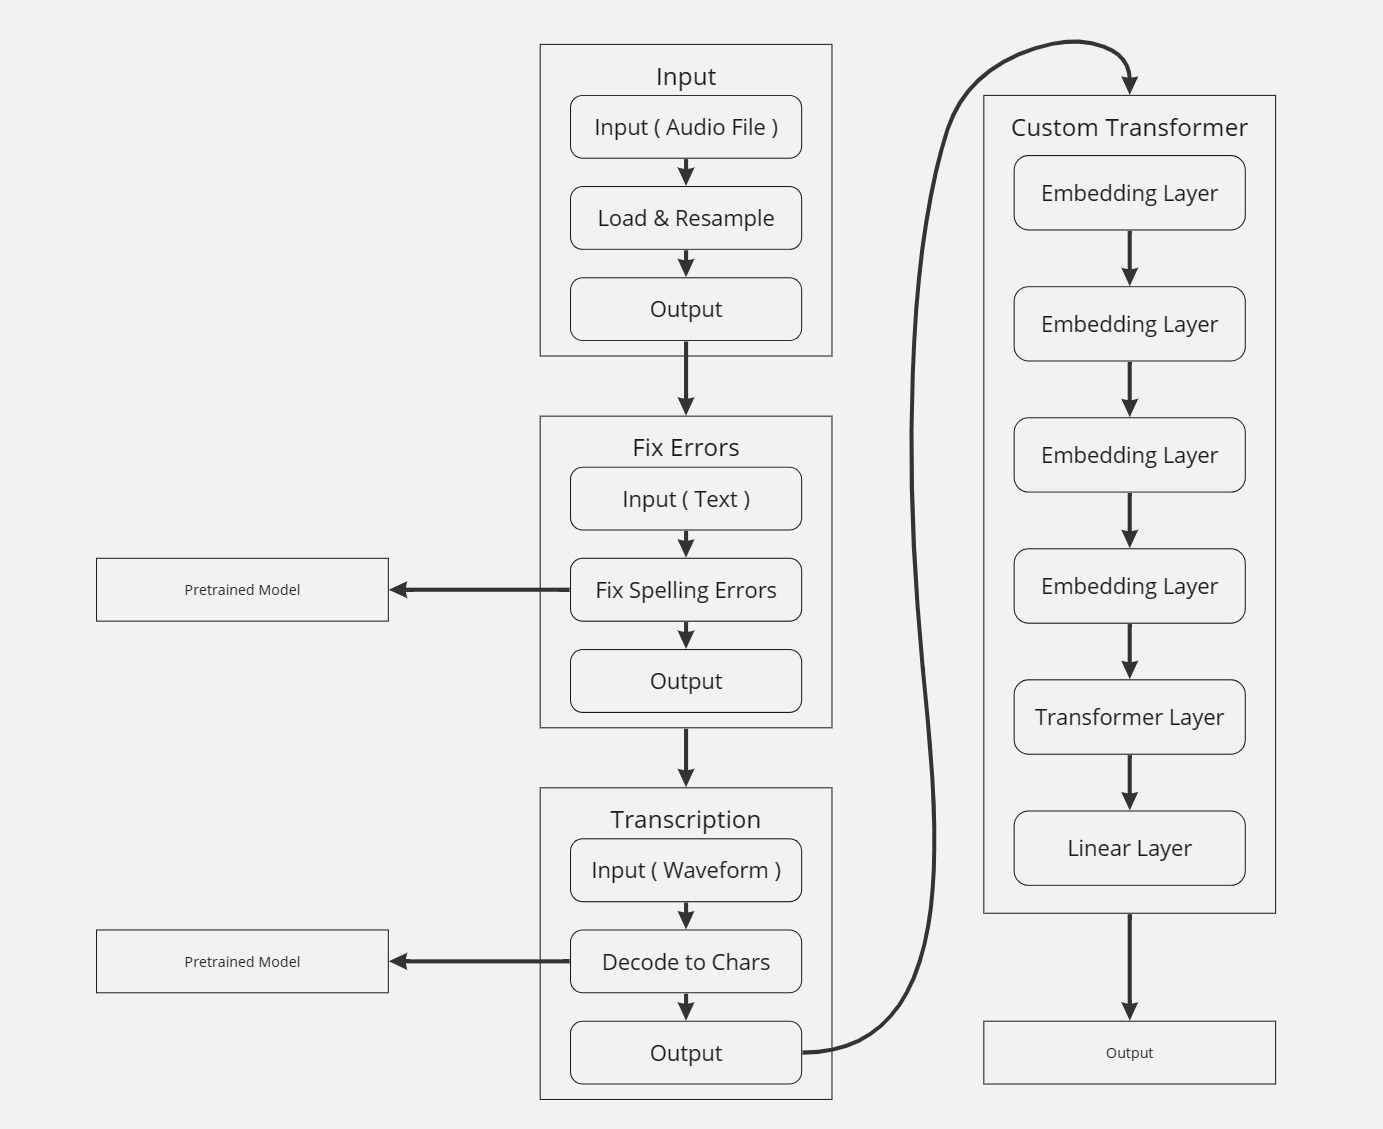 Input
Input ( Audio File )
Load & Resample
Output
Fix Errors
Input ( Text )
Pretrained Model
Fix Spelling Errors
Output
Transcription
Input ( Waveform )
Pretrained Model
Decode to Chars
Output
Custom Transformer
Embedding Layer
Embedding Layer
Embedding Layer
Embedding Layer
Transformer Layer
Linear Layer
Output